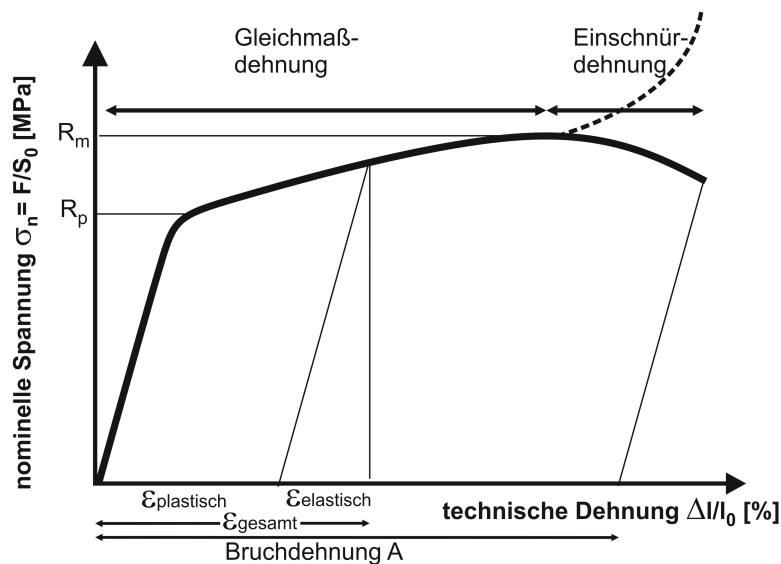 Gleichmaß-
dehnung
Einschnür-
dehnung
nominelle Spannung σn = F/S0 [MPa]
Rm
Rp
εplastisch
εelastisch
εgesamt
technische Dehnung Δl/l0 [%]
Bruchdehnung A